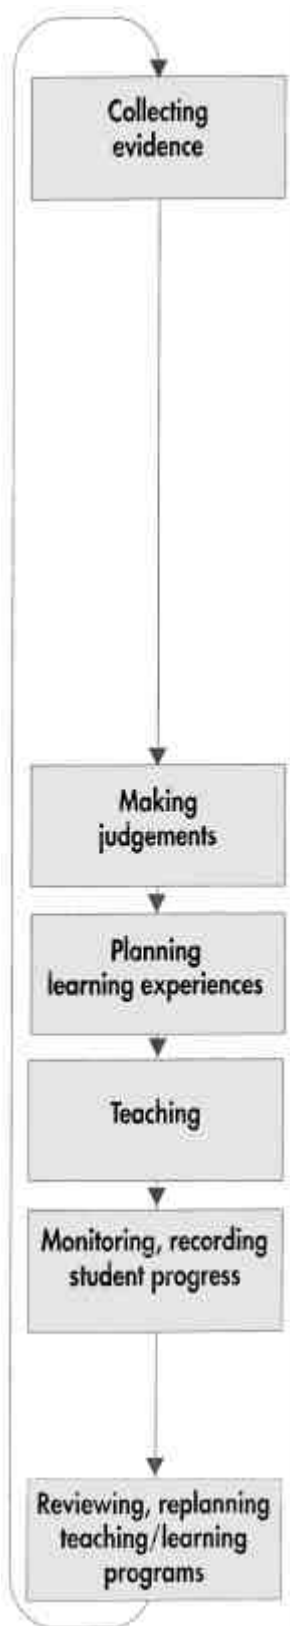 Collecting
evidence
Making
judgements
Planning
learning experiences
Teaching
Monitoring, recording
student progress
Reviewing, replanning
teaching/learning
programs